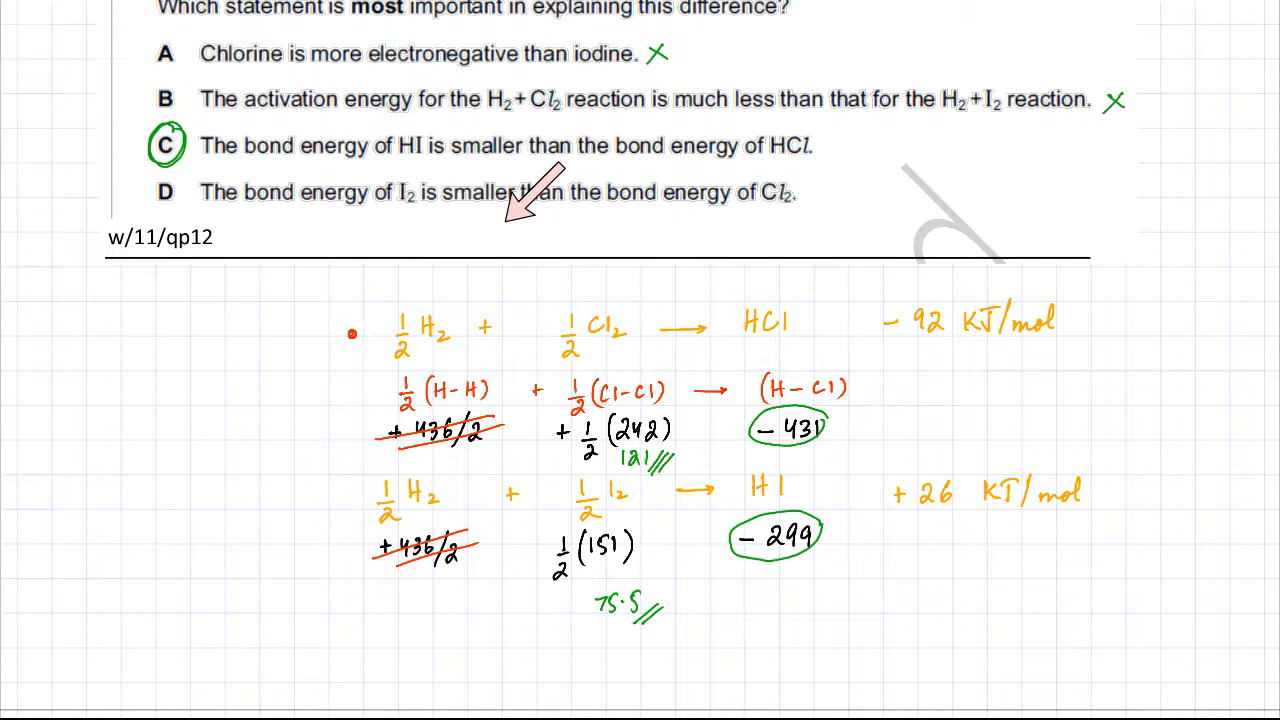 Which statement is most important in explaining this difference?
A Chlorine is more electronegative than iodine. ×
B The activation energy for the H₂ + Cl₂ reaction is much less than that for the H₂ + I₂ reaction. ×
C The bond energy of HI is smaller than the bond energy of HCl.
D The bond energy of I₂ is smaller than the bond energy of Cl₂.
w/11/qp12
d
• 1/2 H₂ + 1/2 Cl₂ → HCl - 92 KJ/mol
1/2 (H-H) + 1/2 (Cl-Cl) → (H-Cl)
+ 436/2 + 1/2 (242) - 431
121
1/2 H₂ + 1/2 I₂ → HI + 26 KJ/mol
+ 436/2 1/2 (151) - 299
75.5